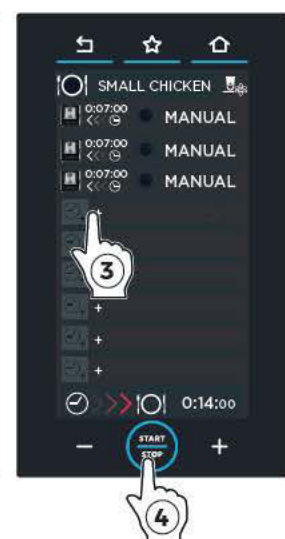 SMALL CHICKEN
0:07:00 MANUAL
0:07:00 MANUAL
0:07:00 MANUAL
+
3
+
+
+
0:14:00
− START STOP +
4